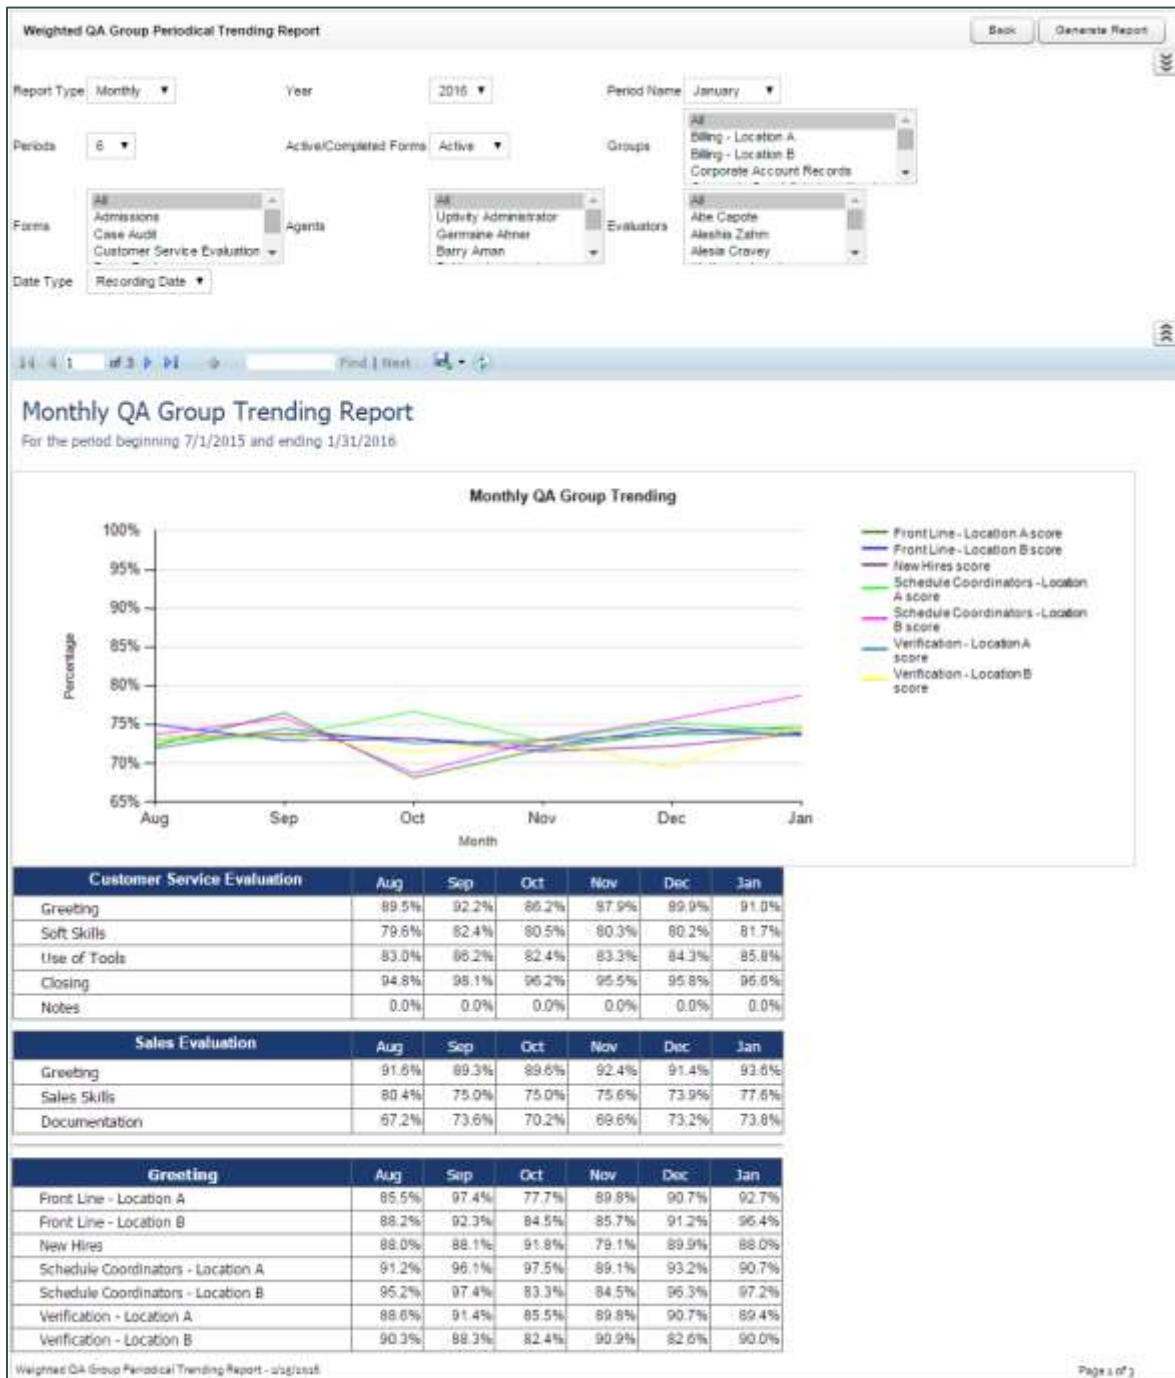 Weighted QA Group Periodical Trending Report Back Generate Report
Report Type Monthly Year 2016 Period Name January
Periods 6 Active/Completed Forms Active Groups All
Billing - Location A
Billing - Location B
Corporate Account Records
Forms All
Admissions
Case Audit
Customer Service Evaluation
Agents All
Uptivity Administrator
Germaine Ahner
Barry Aman
Evaluators All
Abe Capote
Aleshia Zahm
Alesia Cravey
Date Type Recording Date
1 of 3 Find | Next
Monthly QA Group Trending Report
For the period beginning 7/1/2015 and ending 1/31/2016
Monthly QA Group Trending
100%
95%
90%
85%
80%
75%
70%
65%
Percentage
Aug Sep Oct Nov Dec Jan
Month
Front Line - Location A score
Front Line - Location B score
New Hires score
Schedule Coordinators - Location
A score
Schedule Coordinators - Location
B score
Verification - Location A
score
Verification - Location B
score
Customer Service Evaluation Aug Sep Oct Nov Dec Jan
Greeting 89.5% 92.2% 86.2% 87.9% 89.9% 91.0%
Soft Skills 79.6% 82.4% 80.5% 80.3% 80.2% 81.7%
Use of Tools 83.0% 86.2% 82.4% 83.3% 84.3% 85.8%
Closing 94.8% 98.1% 96.2% 95.5% 95.8% 96.6%
Notes 0.0% 0.0% 0.0% 0.0% 0.0% 0.0%
Sales Evaluation Aug Sep Oct Nov Dec Jan
Greeting 91.6% 89.3% 89.6% 92.4% 91.4% 93.6%
Sales Skills 80.4% 75.0% 75.0% 75.6% 73.9% 77.6%
Documentation 67.2% 73.6% 70.2% 69.6% 73.2% 73.8%
Greeting Aug Sep Oct Nov Dec Jan
Front Line - Location A 85.5% 97.4% 77.7% 89.8% 90.7% 92.7%
Front Line - Location B 88.2% 92.3% 84.5% 85.7% 91.2% 96.4%
New Hires 88.0% 88.1% 91.8% 79.1% 89.9% 88.0%
Schedule Coordinators - Location A 91.2% 96.1% 97.5% 89.1% 93.2% 90.7%
Schedule Coordinators - Location B 95.2% 97.4% 83.3% 84.5% 96.3% 97.2%
Verification - Location A 88.6% 91.4% 85.5% 89.8% 90.7% 89.4%
Verification - Location B 90.3% 88.3% 82.4% 90.9% 82.6% 90.0%
Weighted QA Group Periodical Trending Report - Page 1 of 3